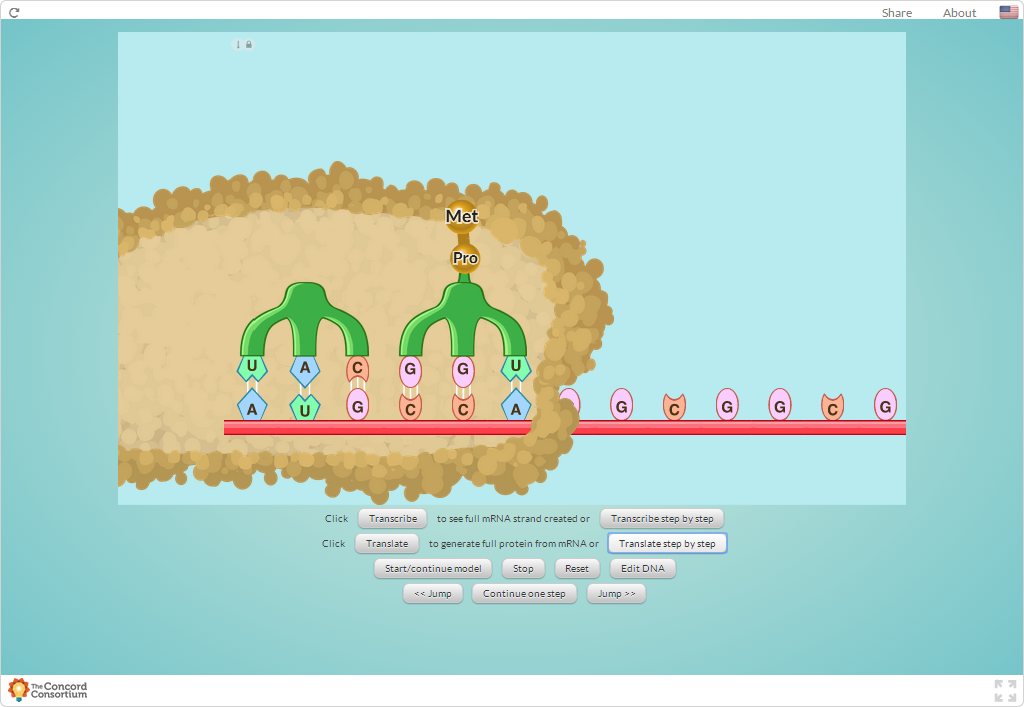 Share About
Met
Pro
U A C G G U
A U G C C A G G C G G C G
Click Transcribe to see full mRNA strand created or Transcribe step by step
Click Translate to generate full protein from mRNA or Translate step by step
Start/continue model Stop Reset Edit DNA
<< Jump Continue one step Jump >>
The Concord
Consortium